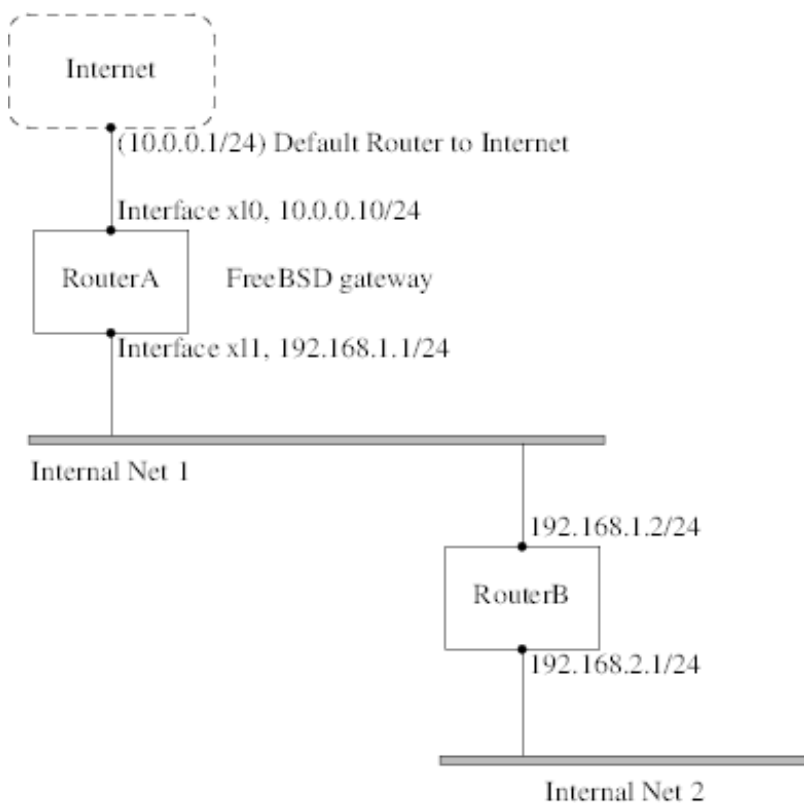 Internet
(10.0.0.1/24) Default Router to Internet
Interface xl0, 10.0.0.10/24
RouterA
FreeBSD gateway
Interface xl1, 192.168.1.1/24
Internal Net 1
192.168.1.2/24
RouterB
192.168.2.1/24
Internal Net 2